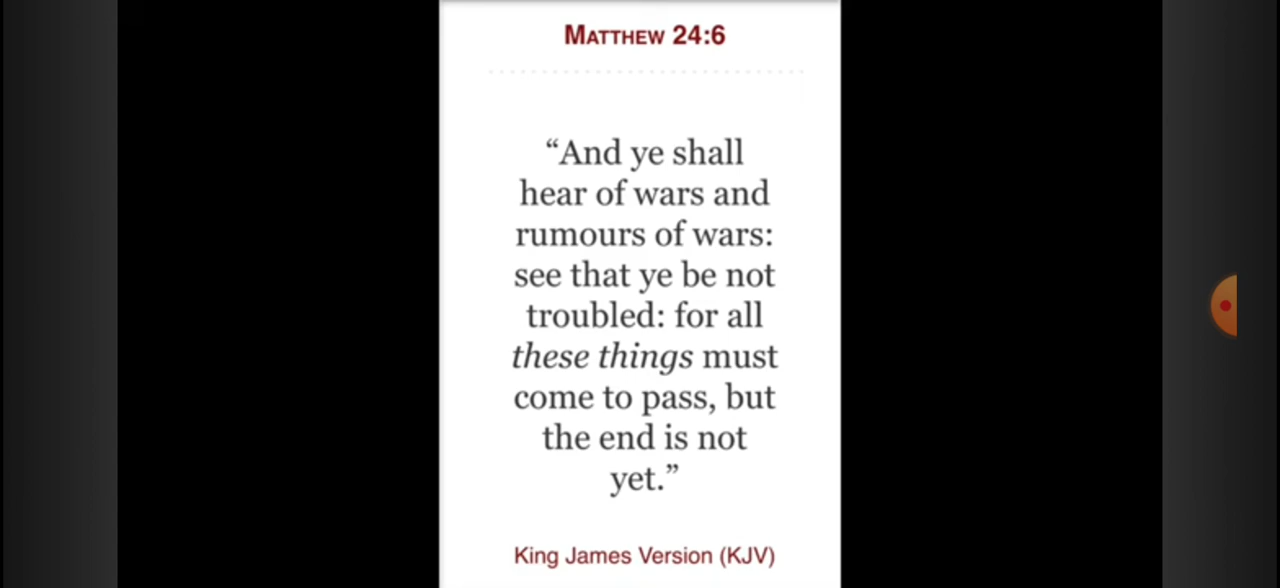 MATTHEW 24:6
“And ye shall
hear of wars and
rumours of wars:
see that ye be not
troubled: for all
these things must
come to pass, but
the end is not
yet.”
King James Version (KJV)